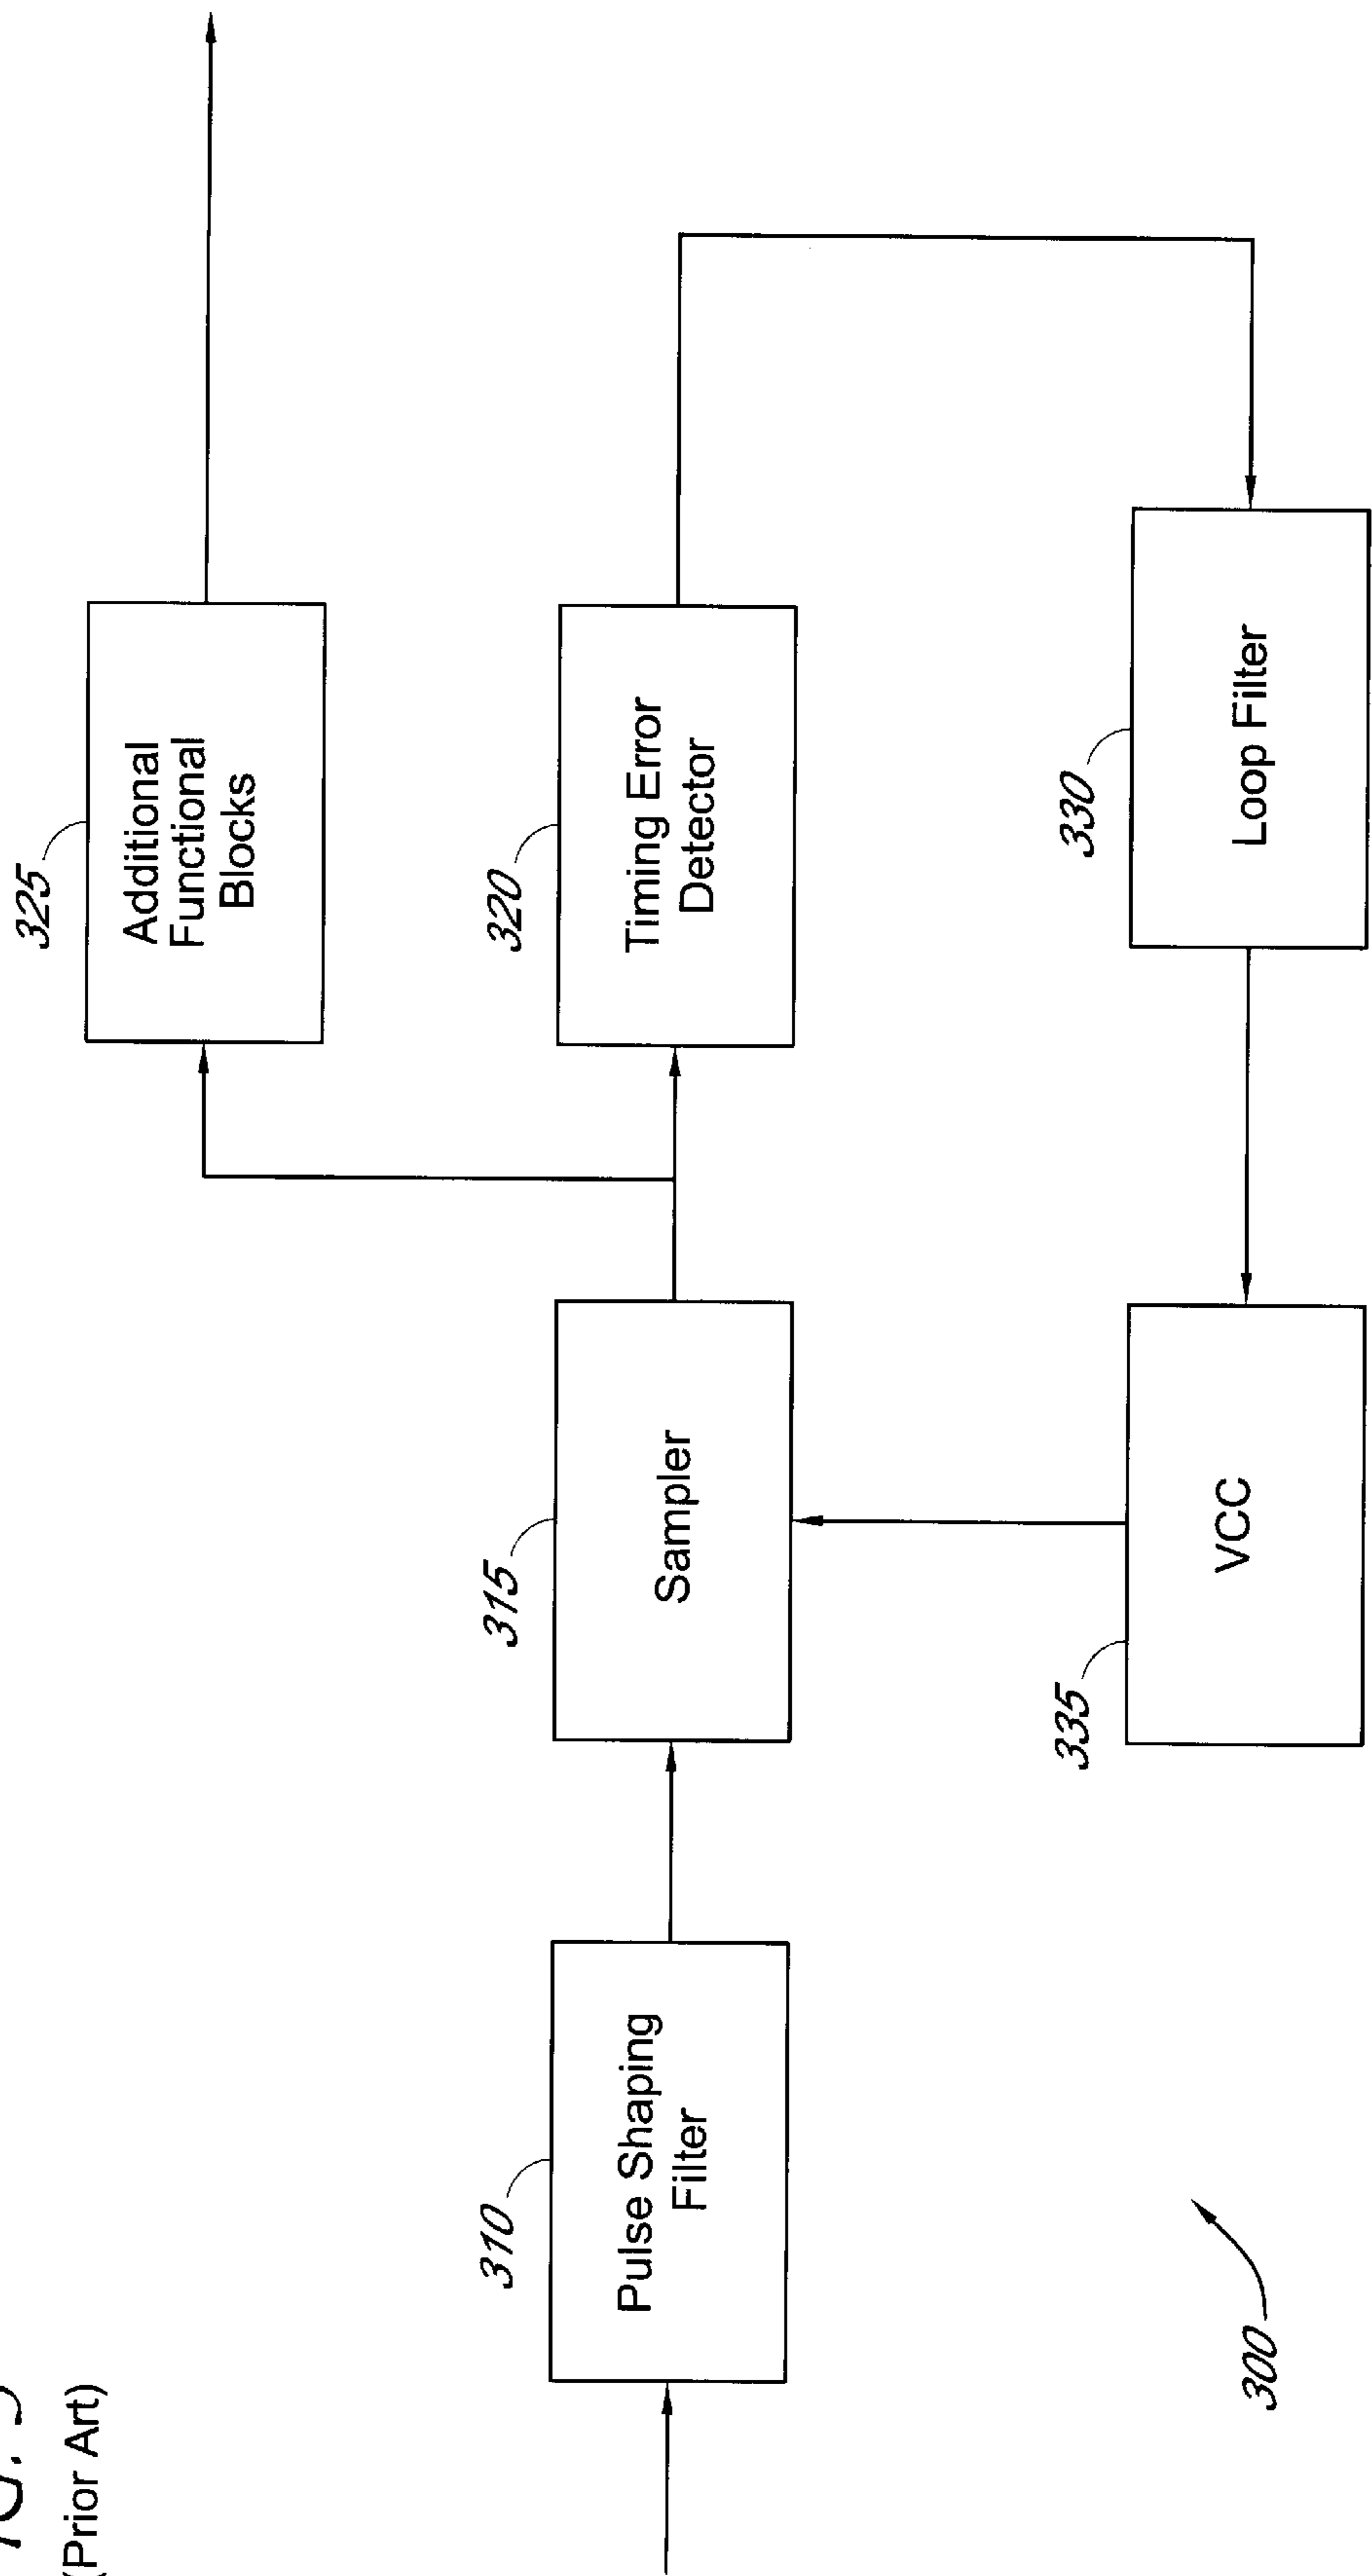 (Prior Art)
325
Additional
Functional
Blocks
310
Pulse Shaping
Filter
315
Sampler
320
Timing Error
Detector
335
VCC
330
Loop Filter
300